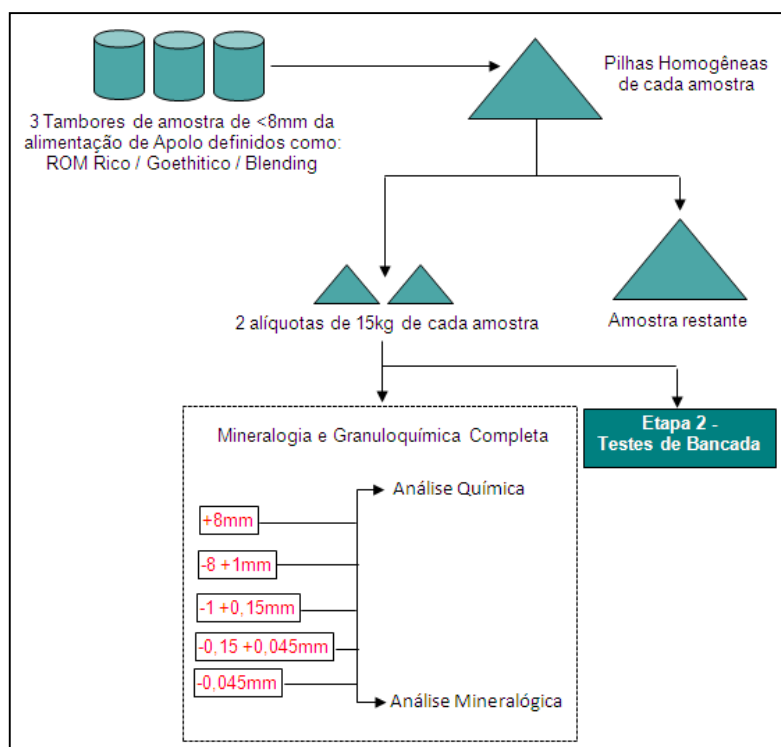 Pilhas Homogêneas
de cada amostra
3 Tambores de amostra de <8mm da
alimentação de Apolo definidos como:
ROM Rico / Goethitico / Blending
2 alíquotas de 15kg de cada amostra
Amostra restante
Mineralogia e Granuloquímica Completa
Etapa 2 -
Testes de Bancada
Análise Química
+8mm
-8 +1mm
-1 +0,15mm
-0,15 +0,045mm
-0,045mm
Análise Mineralógica